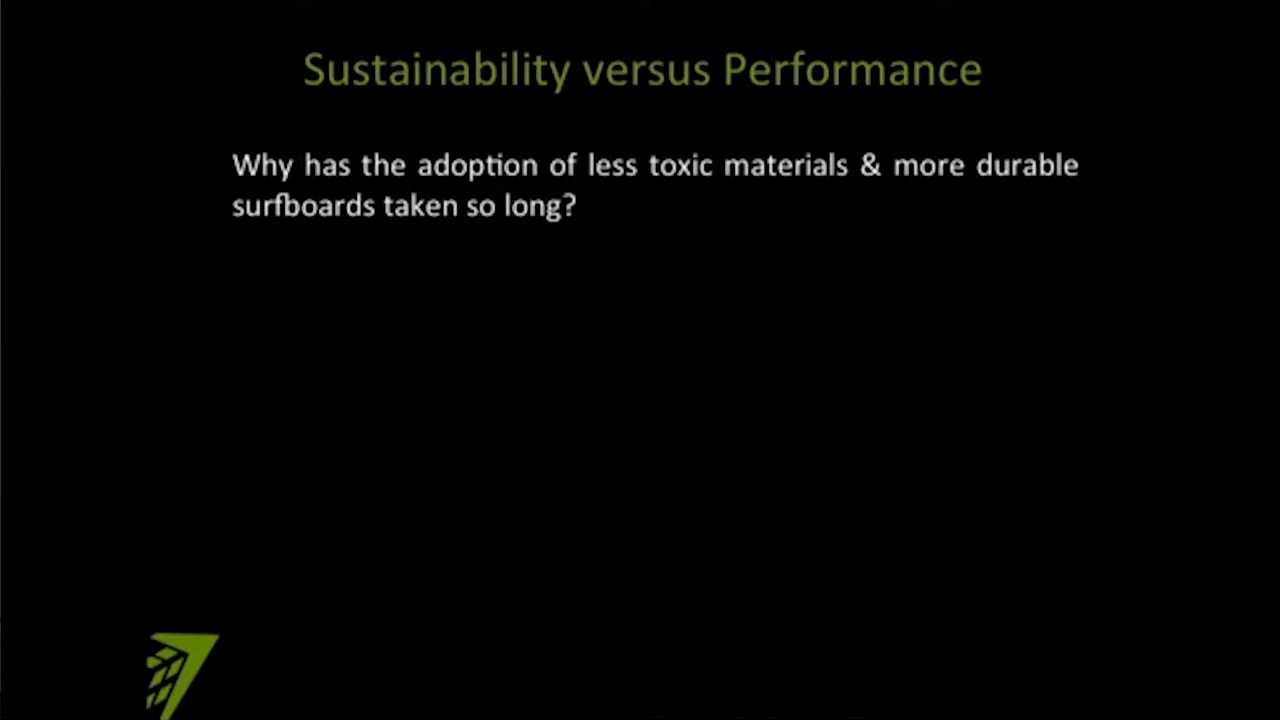 Sustainability versus Performance
Why has the adoption of less toxic materials & more durable
surfboards taken so long?